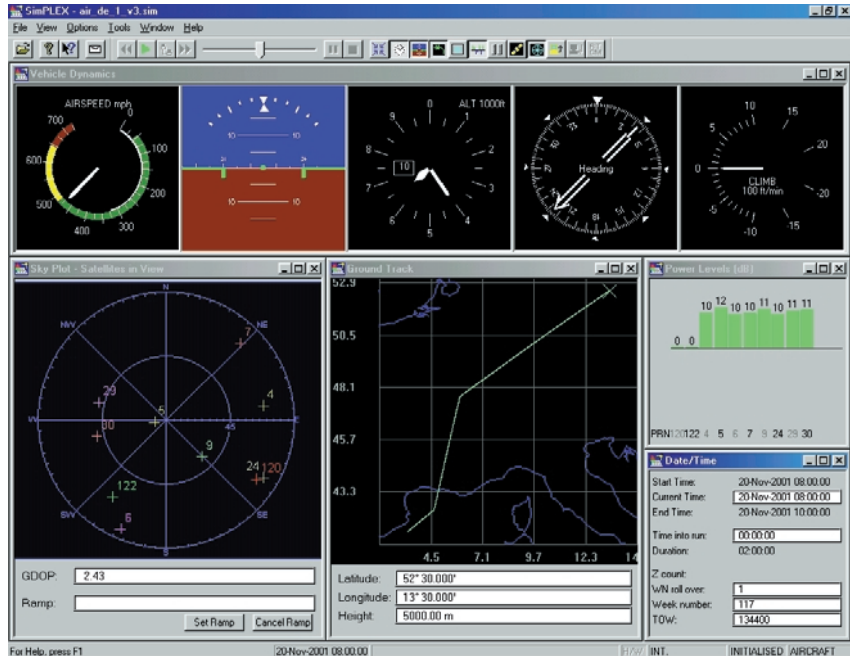 SimPLEX - air_de_1_v3.sim
File View Options Tools Window Help
Vehicle Dynamics
AIRSPEED mph
700
0
100
600
200
500
400
300
10
10
10
10
ALT 1000ft
0
9
1
8
2
10
7
3
6
4
5
Heading
CLIMB
100 ft/min
10
15
5
20
0
-5
-20
-10
-15
Sky Plot - Satellites in View
N
NW
NE
W
E
SW
SE
S
45
7
29
4
5
30
9
24 120
122
6
GDOP: 2.43
Ramp:
Set Ramp Cancel Ramp
Ground Track
52.9
50.5
48.1
45.7
43.3
4.5 7.1 9.7 12.3 14
Latitude: 52° 30.000'
Longitude: 13° 30.000'
Height: 5000.00 m
Power Levels (dB)
0 0 10 12 10 10 11 10 11 11
PRN 120 122 4 5 6 7 9 24 29 30
Date/Time
Start Time: 20-Nov-2001 08:00:00
Current Time: 20-Nov-2001 08:00:00
End Time: 20-Nov-2001 10:00:00
Time into run: 00:00:00
Duration: 02:00:00
Z count:
WN roll over: 1
Week number: 117
TOW: 134400
For Help, press F1
20-Nov-2001 08:00:00
H/W INT. INITIALISED AIRCRAFT